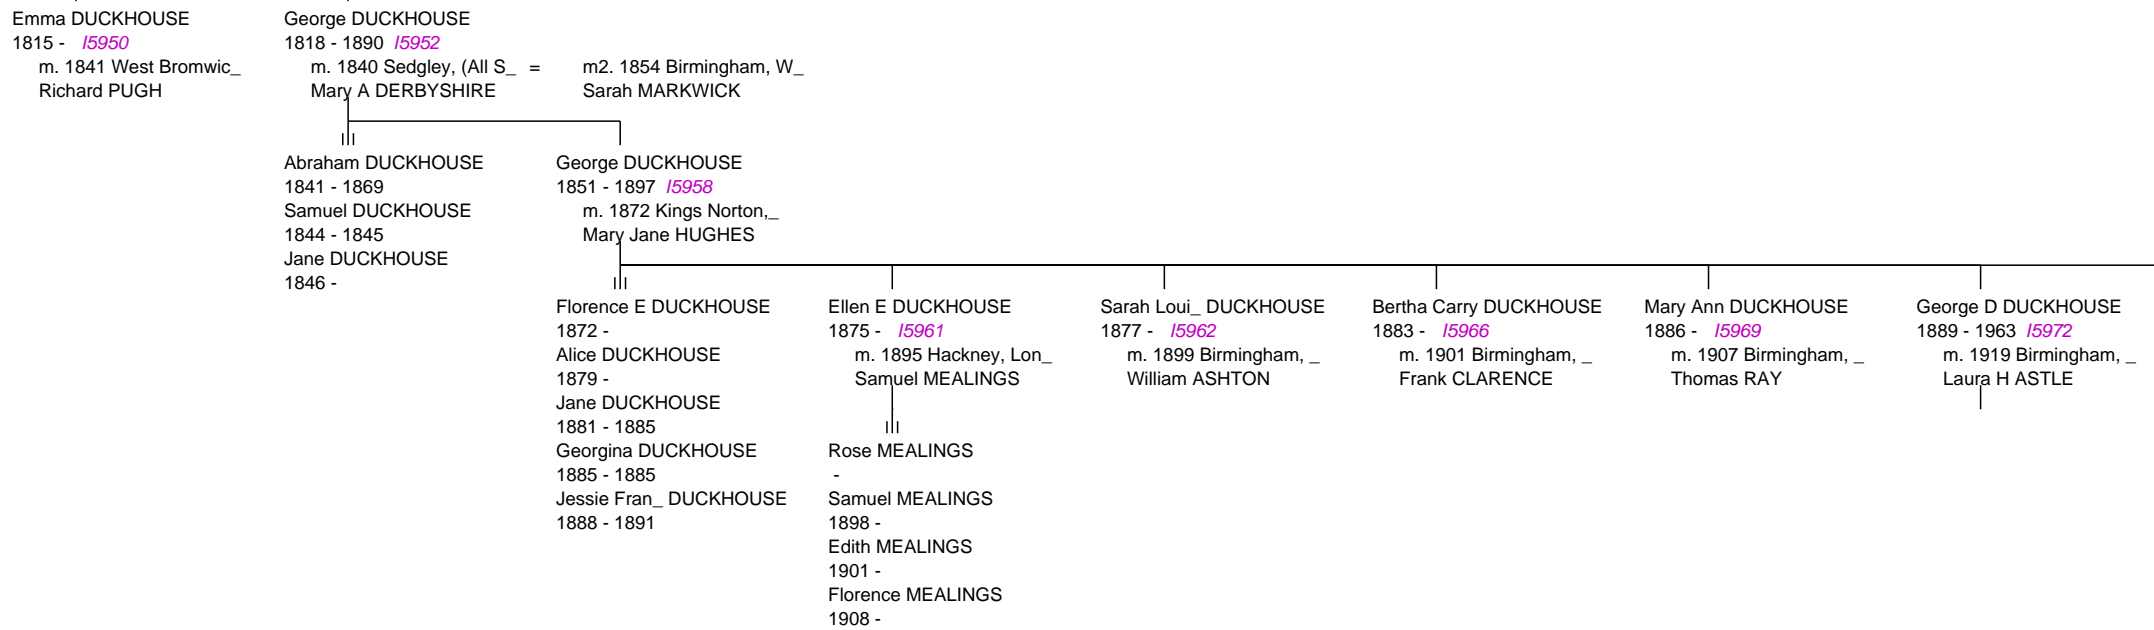 Emma DUCKHOUSE
1815 - I5950
m. 1841 West Bromwic_
Richard PUGH
George DUCKHOUSE
1818 - 1890 I5952
m. 1840 Sedgley, (All S_ =
Mary A DERBYSHIRE
m2. 1854 Birmingham, W_
Sarah MARKWICK
Abraham DUCKHOUSE
1841 - 1869
Samuel DUCKHOUSE
1844 - 1845
Jane DUCKHOUSE
1846 -
George DUCKHOUSE
1851 - 1897 I5958
m. 1872 Kings Norton,_
Mary Jane HUGHES
Florence E DUCKHOUSE
1872 -
Alice DUCKHOUSE
1879 -
Jane DUCKHOUSE
1881 - 1885
Georgina DUCKHOUSE
1885 - 1885
Jessie Fran_ DUCKHOUSE
1888 - 1891
Ellen E DUCKHOUSE
1875 - I5961
m. 1895 Hackney, Lon_
Samuel MEALINGS
Rose MEALINGS
-
Samuel MEALINGS
1898 -
Edith MEALINGS
1901 -
Florence MEALINGS
1908 -
Sarah Loui_ DUCKHOUSE
1877 - I5962
m. 1899 Birmingham, _
William ASHTON
Bertha Carry DUCKHOUSE
1883 - I5966
m. 1901 Birmingham, _
Frank CLARENCE
Mary Ann DUCKHOUSE
1886 - I5969
m. 1907 Birmingham, _
Thomas RAY
George D DUCKHOUSE
1889 - 1963 I5972
m. 1919 Birmingham, _
Laura H ASTLE